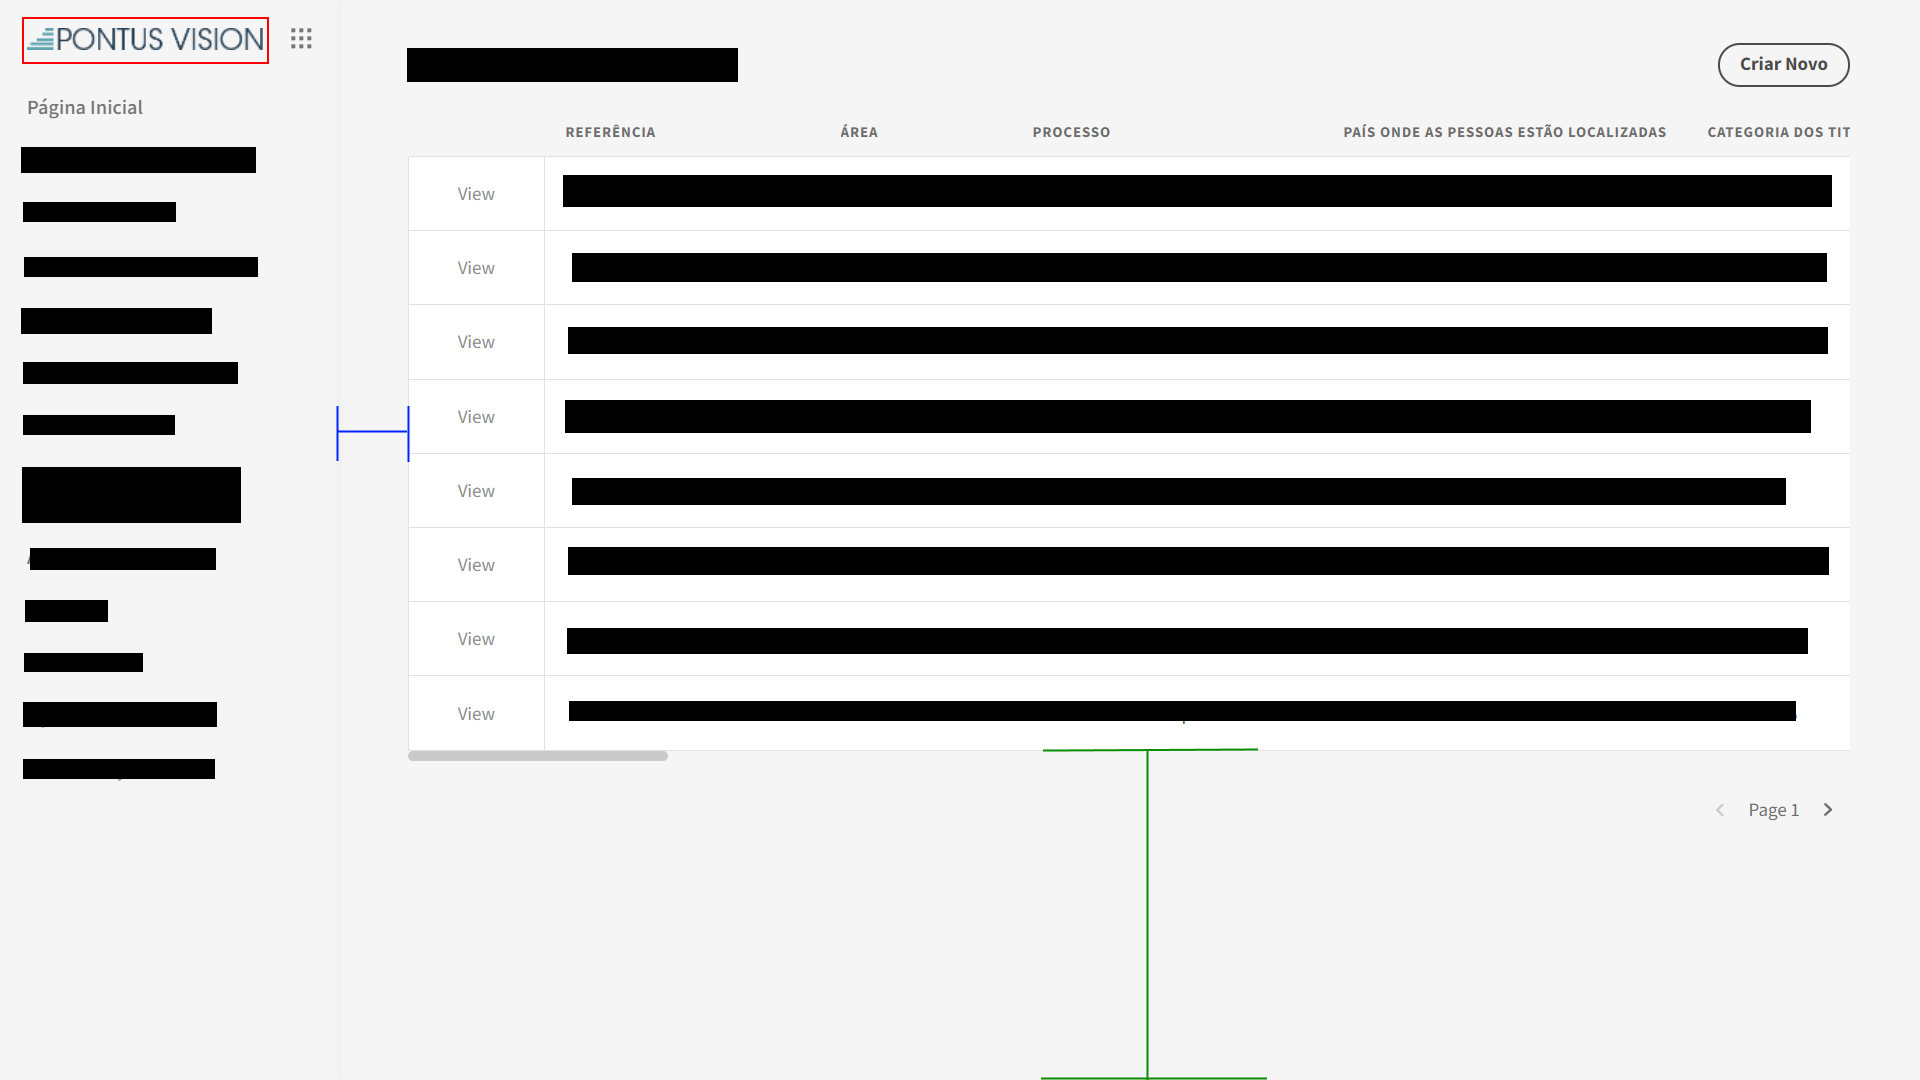 PONTUS VISION
Página Inicial
Criar Novo
REFERÊNCIA ÁREA PROCESSO PAÍS ONDE AS PESSOAS ESTÃO LOCALIZADAS CATEGORIA DOS TIT
View
View
View
View
View
View
View
View
Page 1